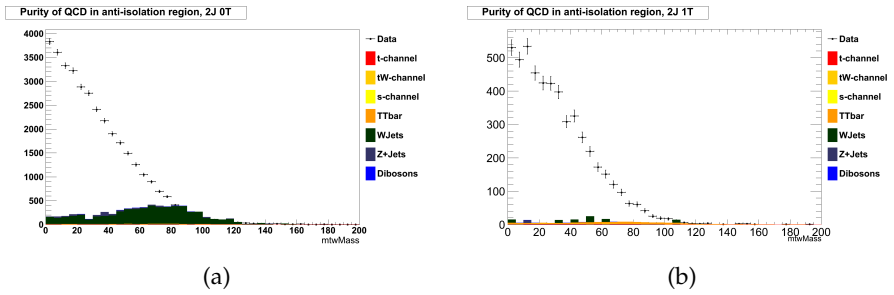 Purity of QCD in anti-isolation region, 2J 0T
4000
3500
3000
2500
2000
1500
1000
500
0
0 20 40 60 80 100 120 140 160 180 200
mtwMass
Data
t-channel
tW-channel
s-channel
TTbar
WJets
Z+Jets
Dibosons
(a)
Purity of QCD in anti-isolation region, 2J 1T
500
400
300
200
100
0
0 20 40 60 80 100 120 140 160 180 200
mtwMass
Data
t-channel
tW-channel
s-channel
TTbar
WJets
Z+Jets
Dibosons
(b)